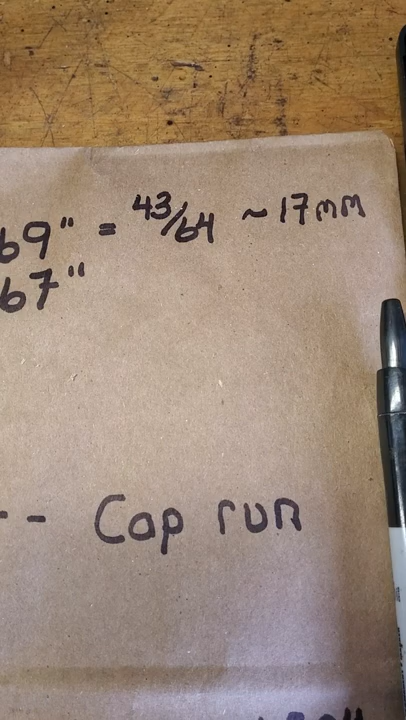 69" = 43/64 ~ 17mm
67"
-- Cap run